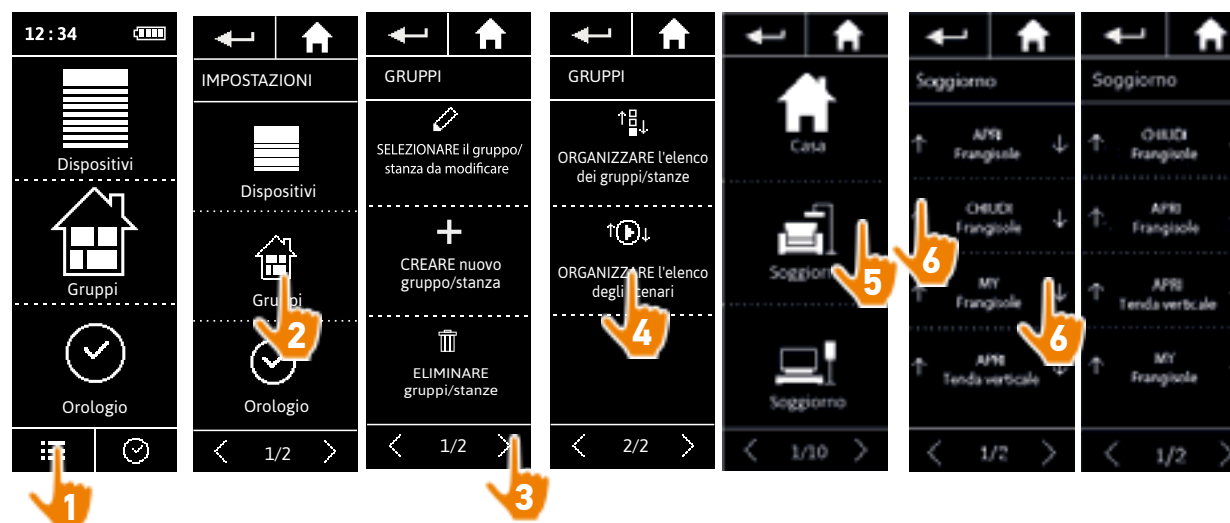 12:34
Dispositivi
Gruppi
Orologio
1
IMPOSTAZIONI
Dispositivi
Gruppi
2
Orologio
1/2
GRUPPI
SELEZIONARE il gruppo/
stanza da modificare
CREARE nuovo
gruppo/stanza
ELIMINARE
gruppi/stanze
1/2
3
GRUPPI
ORGANIZZARE l'elenco
dei gruppi/stanze
ORGANIZZARE l'elenco
degli scenari
4
2/2
Casa
Soggiorno
5
Soggiorno
1/10
Soggiorno
APRI
Frangisole
CHIUDI
Frangisole
6
MY
Frangisole
6
APRI
Tenda verticale
1/2
Soggiorno
CHIUDI
Frangisole
APRI
Frangisole
APRI
Tenda verticale
MY
Frangisole
1/2